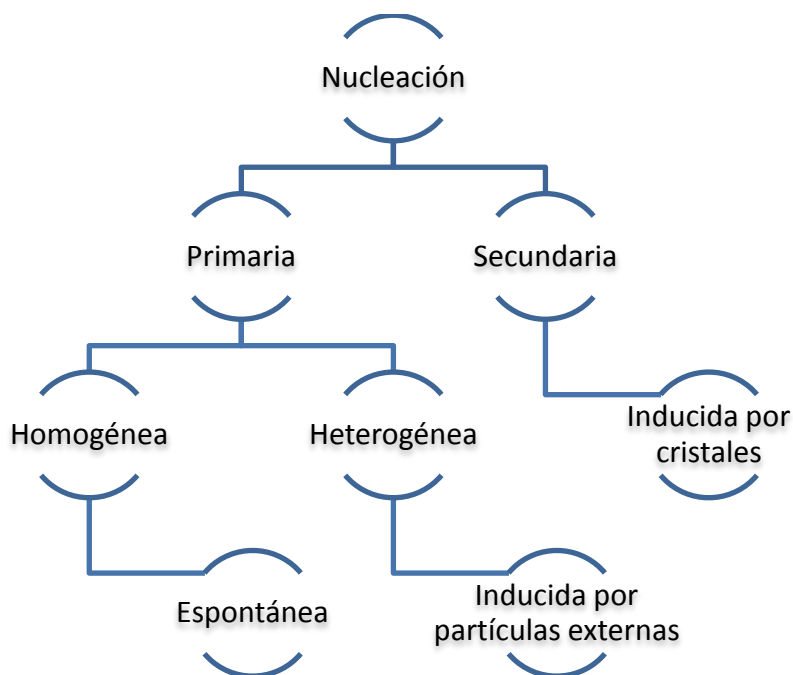 Nucleación
Primaria
Secundaria
Homogénea
Heterogénea
Inducida por
cristales
Espontánea
Inducida por
partículas externas